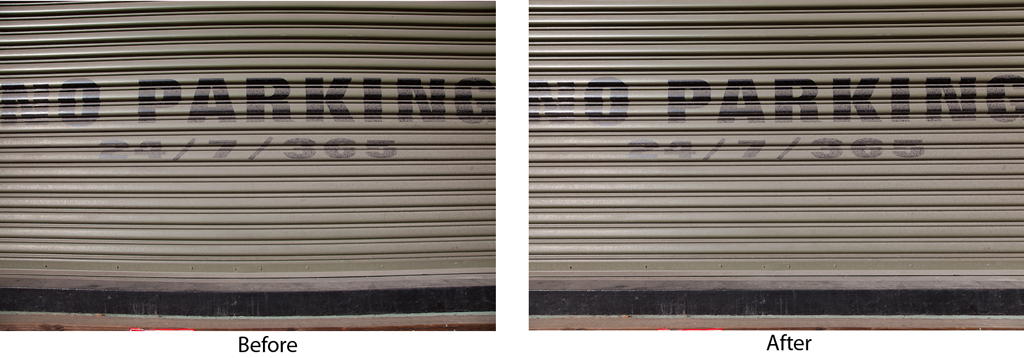 NO PARKING
24/7/365
NO PARKING
24/7/365
Before
After